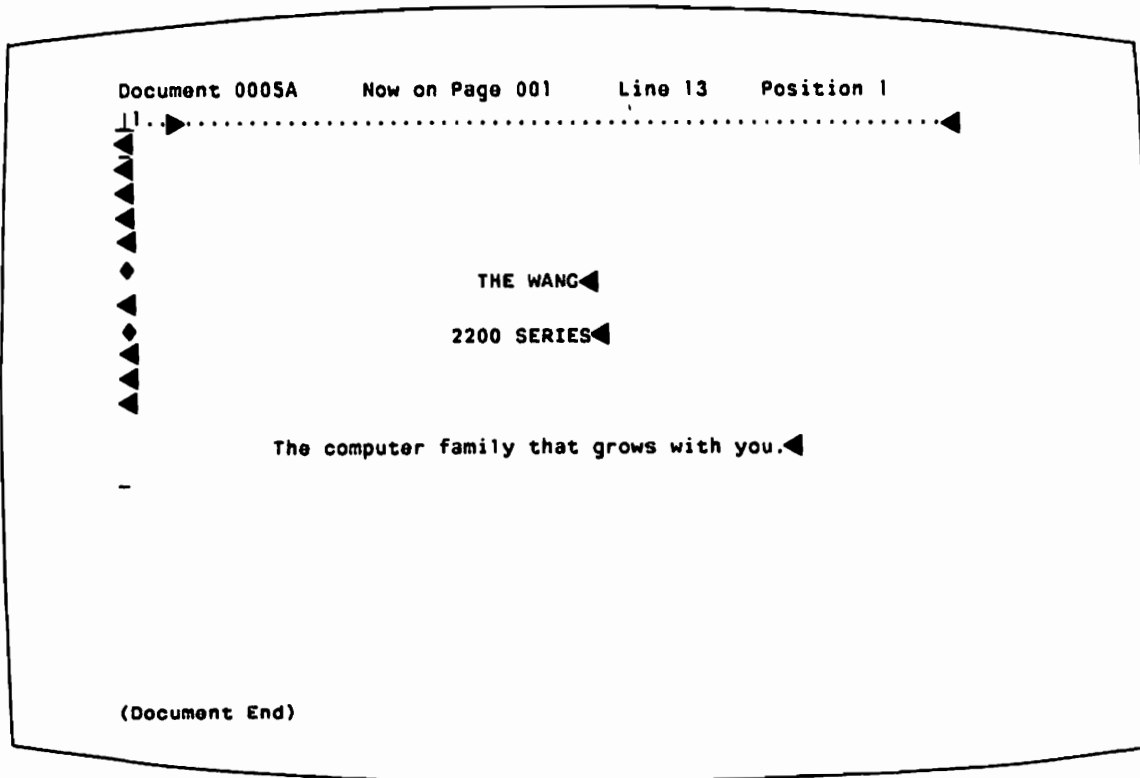 Document 0005A Now on Page 001 Line 13 Position 1
⊥1..▶............................................................◀
◀
◀
◀
◀
◀
◆ THE WANG◀
◀
◆ 2200 SERIES◀
◀
◀
◀
The computer family that grows with you.◀
_
(Document End)